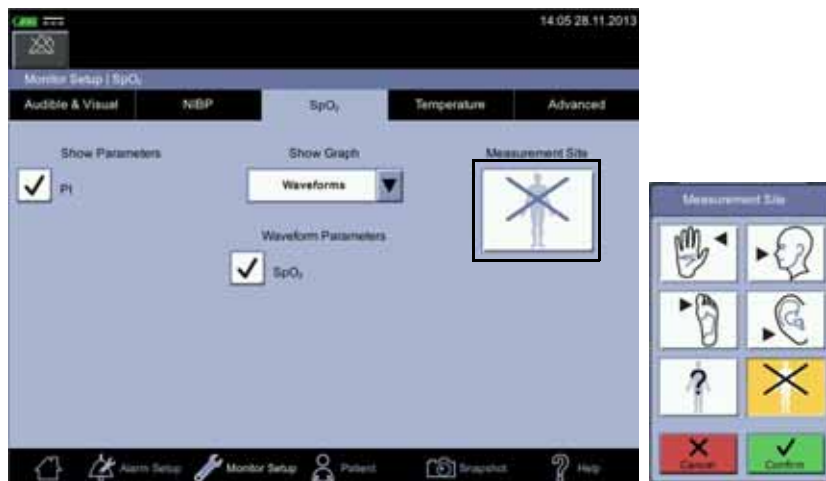 14:05 28.11.2013
Monitor Setup | SpO₂
Audible & Visual NIBP SpO₂ Temperature Advanced
Show Parameters Show Graph Measurement Site
PI Waveforms
Waveform Parameters
SpO₂
Alarm Setup Monitor Setup Patient Snapshot Help
Measurement Site
?
Cancel Confirm